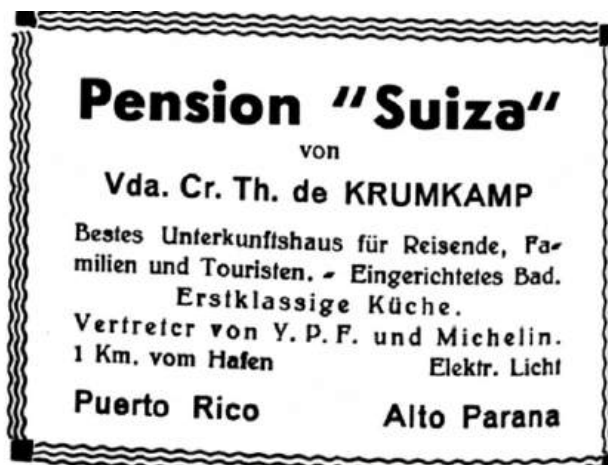 Pension "Suiza"
von
Vda. Cr. Th. de KRUMKAMP
Bestes Unterkunftshaus für Reisende, Fa-
milien und Touristen. - Eingerichtetes Bad.
Erstklassige Küche.
Vertreter von Y. P. F. und Michelin.
1 Km. vom Hafen Elektr. Licht
Puerto Rico Alto Parana